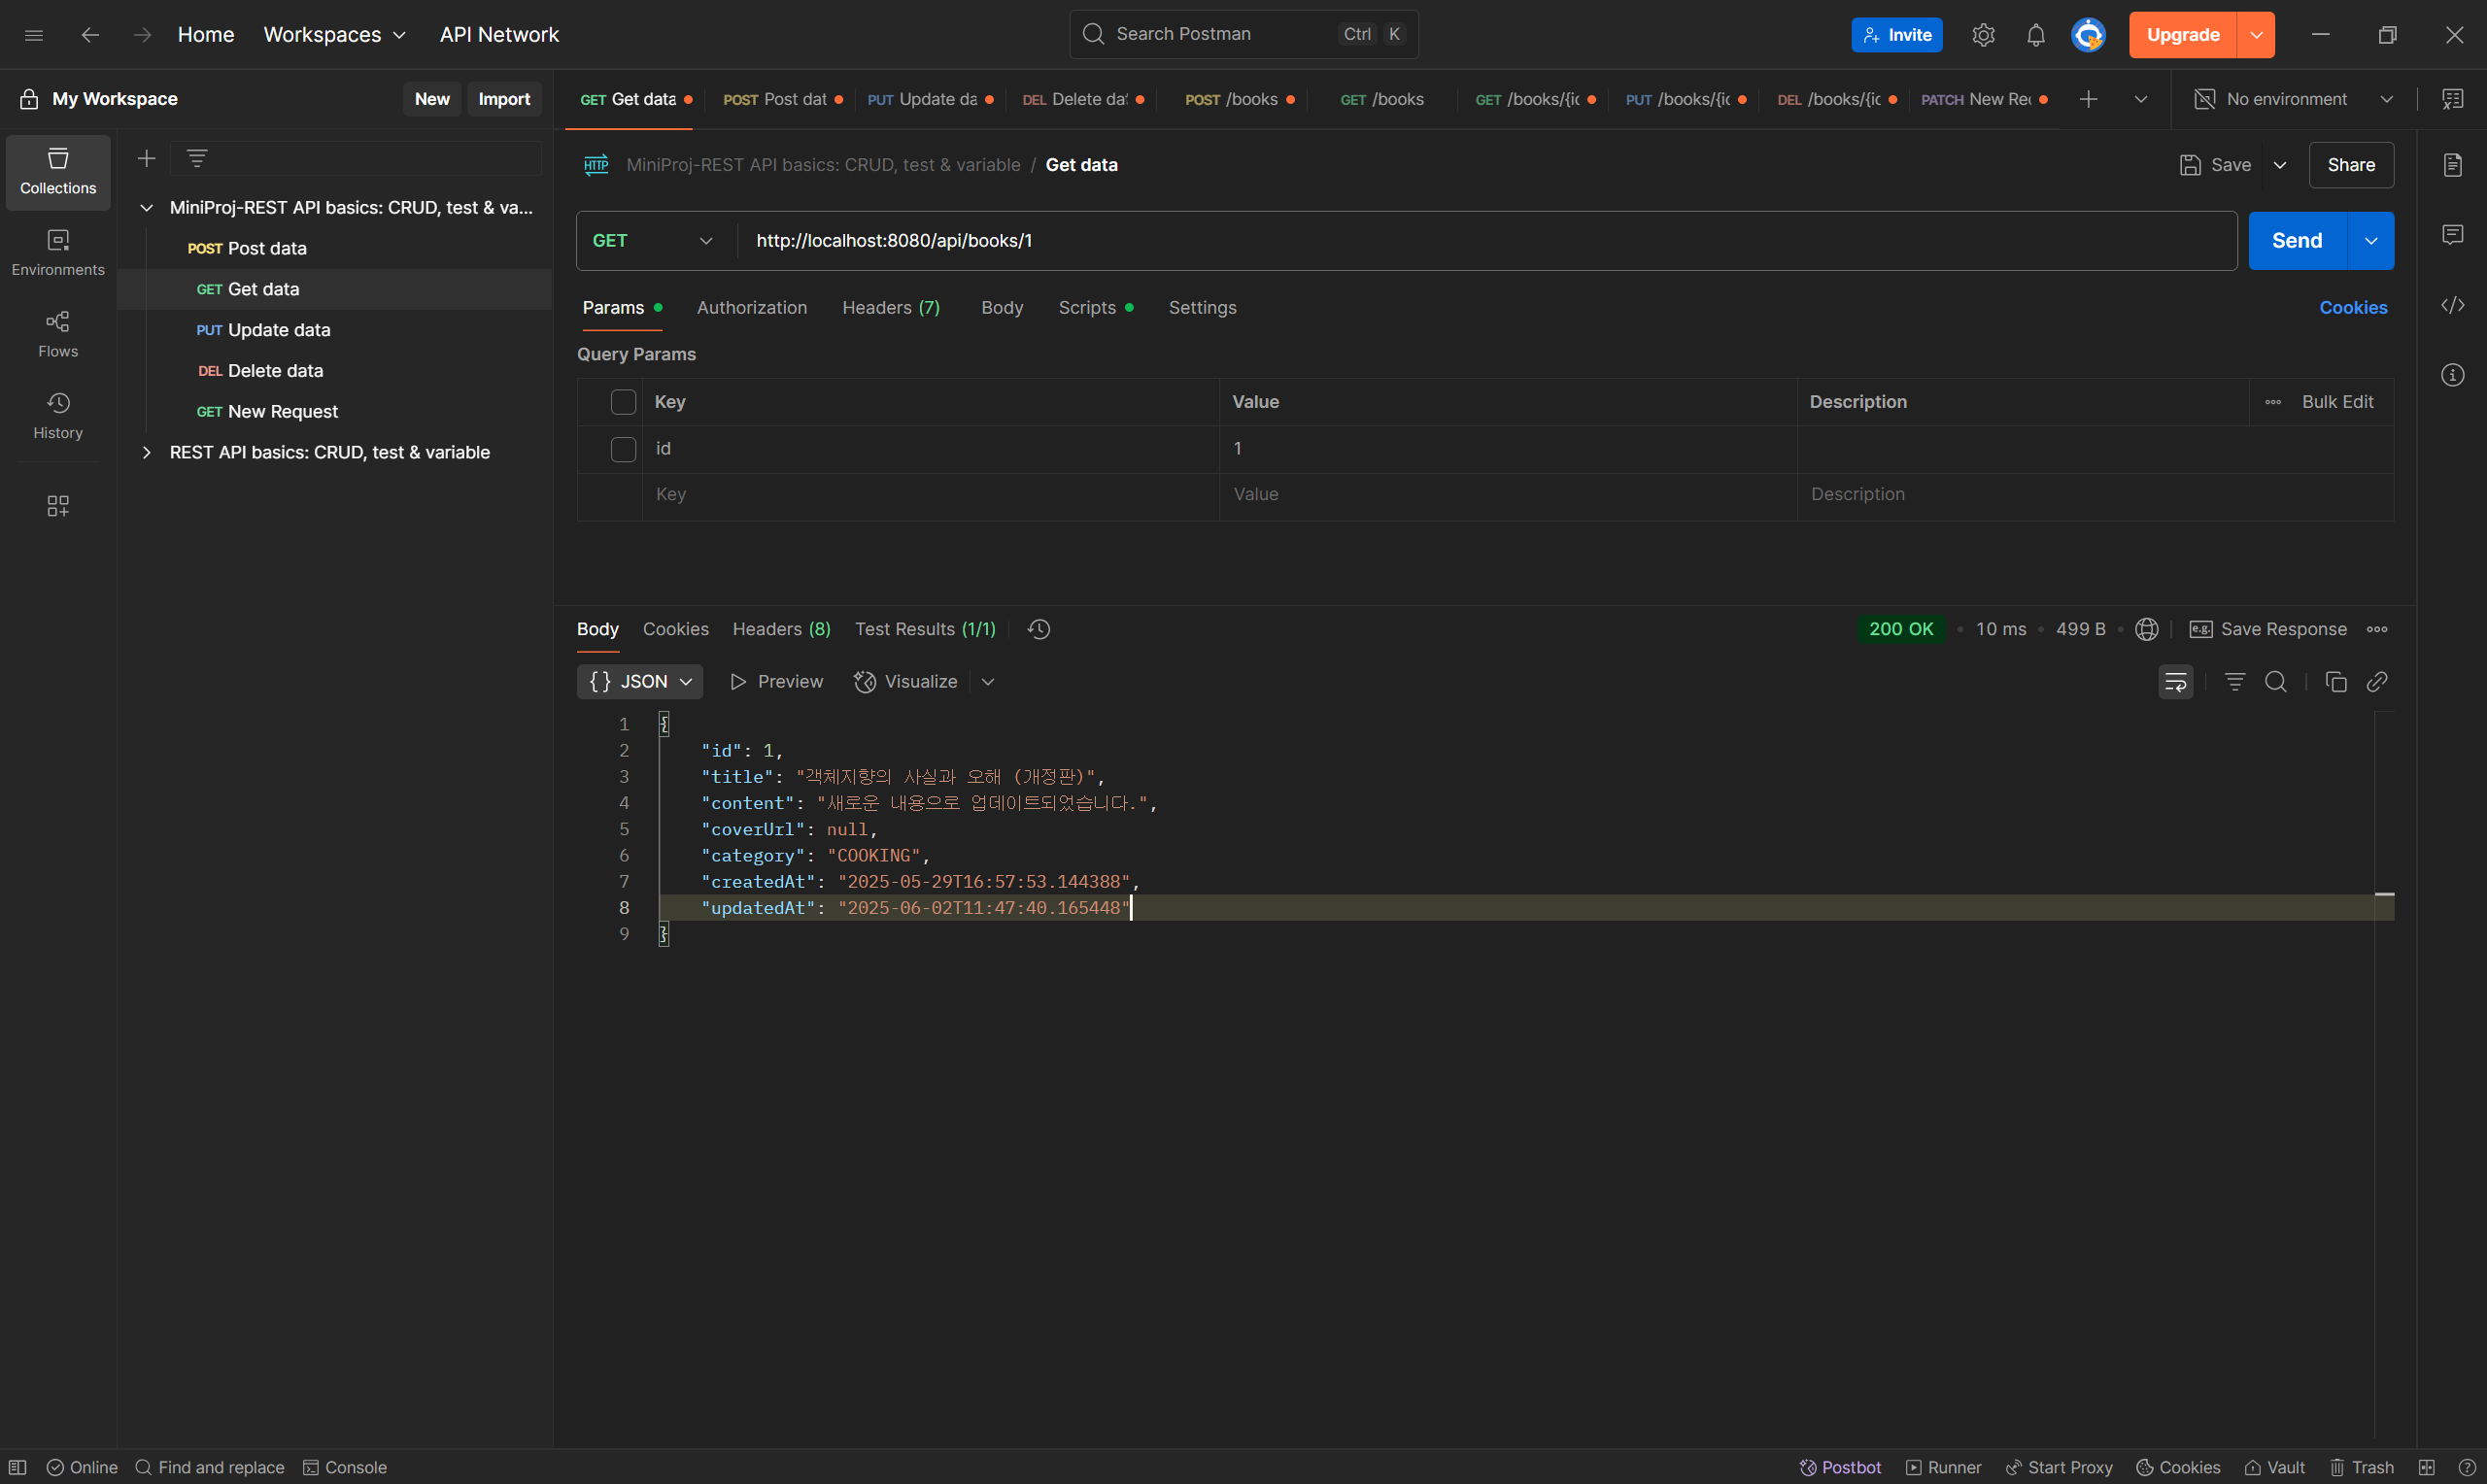 Home Workspaces API Network Search Postman Ctrl K Invite Upgrade
My Workspace New Import GET Get data POST Post dat PUT Update da DEL Delete da POST /books GET /books GET /books/{ic PUT /books/{ic DEL /books/{ic PATCH New Re No environment
Collections
Environments
Flows
History
MiniProj-REST API basics: CRUD, test & va...
POST Post data
GET Get data
PUT Update data
DEL Delete data
GET New Request
REST API basics: CRUD, test & variable
HTTP MiniProj-REST API basics: CRUD, test & variable / Get data Save Share
GET http://localhost:8080/api/books/1 Send
Params Authorization Headers (7) Body Scripts Settings Cookies
Query Params
Key Value Description Bulk Edit
id 1
Key Value Description
Body Cookies Headers (8) Test Results (1/1) 200 OK 10 ms 499 B e.g. Save Response
{} JSON Preview Visualize
1 {
2 "id": 1,
3 "title": "객체지향의 사실과 오해 (개정판)",
4 "content": "새로운 내용으로 업데이트되었습니다.",
5 "coverUrl": null,
6 "category": "COOKING",
7 "createdAt": "2025-05-29T16:57:53.144388",
8 "updatedAt": "2025-06-02T11:47:40.165448"
9 }
Online Find and replace Console Postbot Runner Start Proxy Cookies Vault Trash